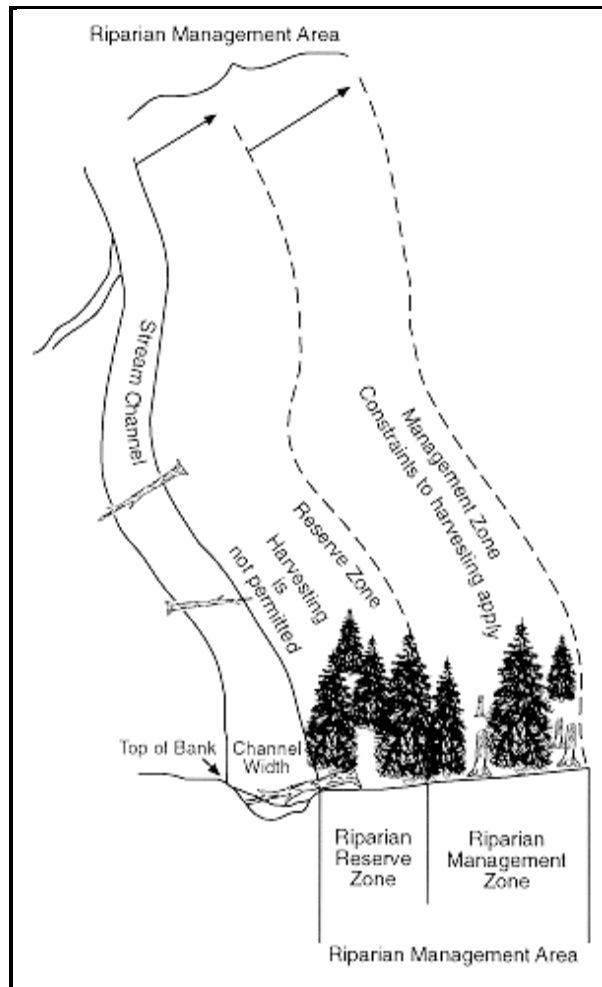 Riparian Management Area
Stream Channel
Management Zone
Constraints to harvesting apply
Reserve Zone
Harvesting
is
not permitted
Top of Bank
Channel
Width
Riparian
Reserve
Zone
Riparian
Management
Zone
Riparian Management Area